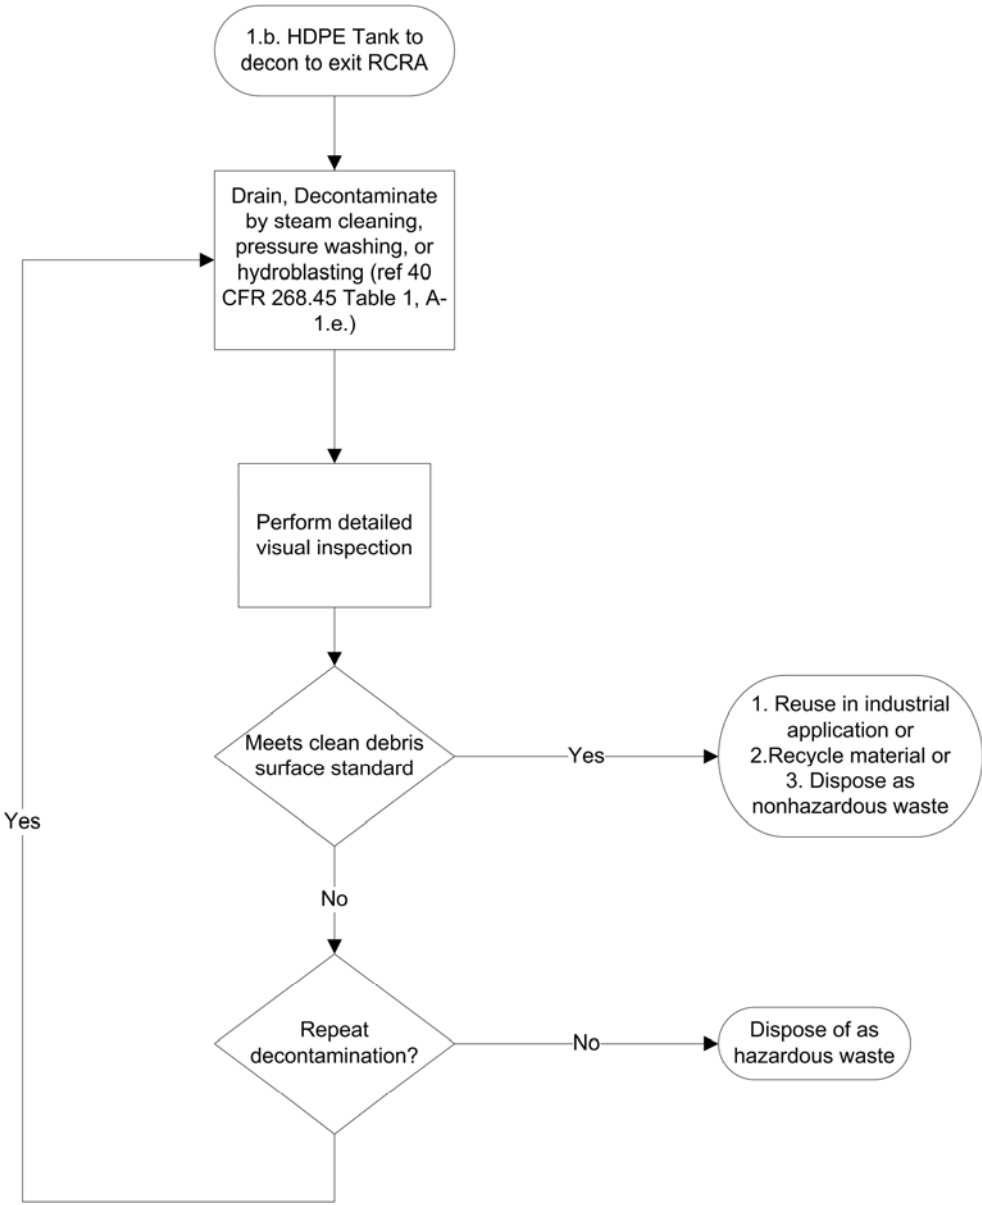 1.b. HDPE Tank to
decon to exit RCRA
Drain, Decontaminate
by steam cleaning,
pressure washing, or
hydroblasting (ref 40
CFR 268.45 Table 1, A-
1.e.)
Perform detailed
visual inspection
Meets clean debris
surface standard
Yes
1. Reuse in industrial
application or
2.Recycle material or
3. Dispose as
nonhazardous waste
Yes
No
Repeat
decontamination?
No
Dispose of as
hazardous waste